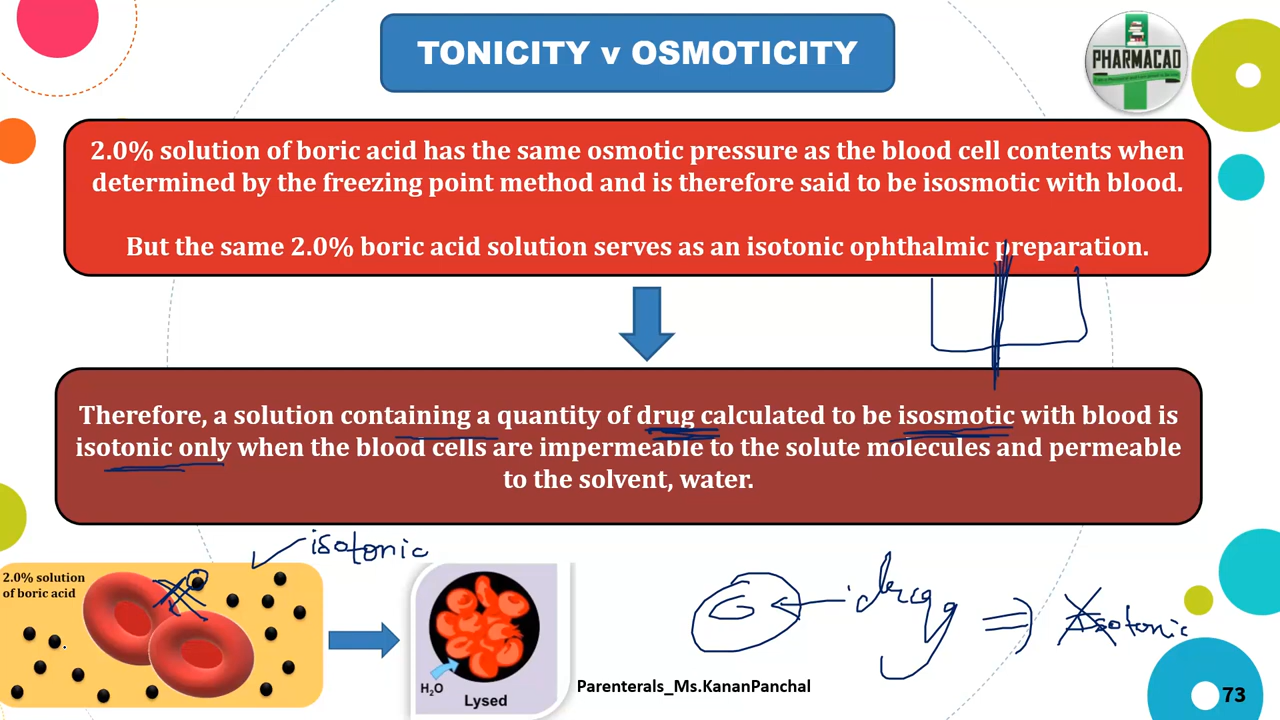 TONICITY v OSMOTICITY
PHARMACAD
2.0% solution of boric acid has the same osmotic pressure as the blood cell contents when
determined by the freezing point method and is therefore said to be isosmotic with blood.
But the same 2.0% boric acid solution serves as an isotonic ophthalmic preparation.
Therefore, a solution containing a quantity of drug calculated to be isosmotic with blood is
isotonic only when the blood cells are impermeable to the solute molecules and permeable
to the solvent, water.
isotonic
2.0% solution
of boric acid
H₂O
Lysed
drug
isotonic
Parenterals_Ms.KananPanchal
73